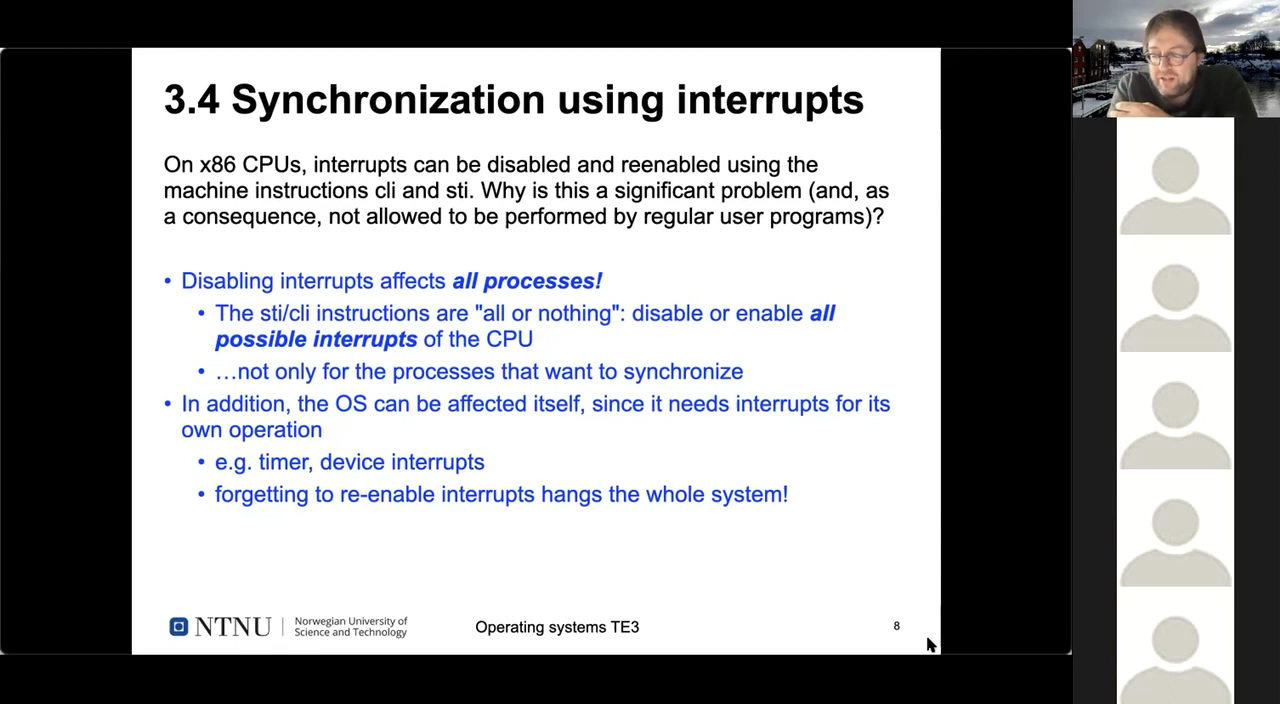 3.4 Synchronization using interrupts
On x86 CPUs, interrupts can be disabled and reenabled using the
machine instructions cli and sti. Why is this a significant problem (and, as
a consequence, not allowed to be performed by regular user programs)?
• Disabling interrupts affects all processes!
• The sti/cli instructions are "all or nothing": disable or enable all
possible interrupts of the CPU
• …not only for the processes that want to synchronize
• In addition, the OS can be affected itself, since it needs interrupts for its
own operation
• e.g. timer, device interrupts
• forgetting to re-enable interrupts hangs the whole system!
NTNU
Norwegian University of
Science and Technology
Operating systems TE3
8